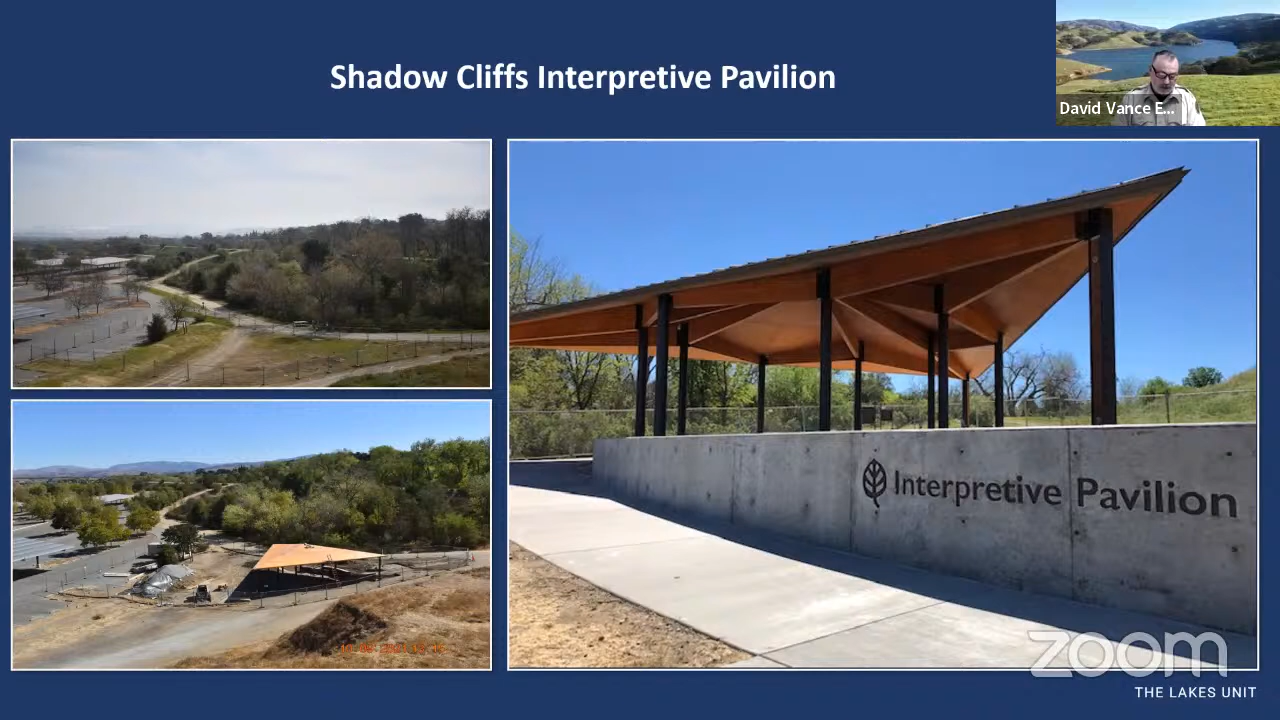 Shadow Cliffs Interpretive Pavilion
David Vance E...
Interpretive Pavilion
zoom
THE LAKES UNIT